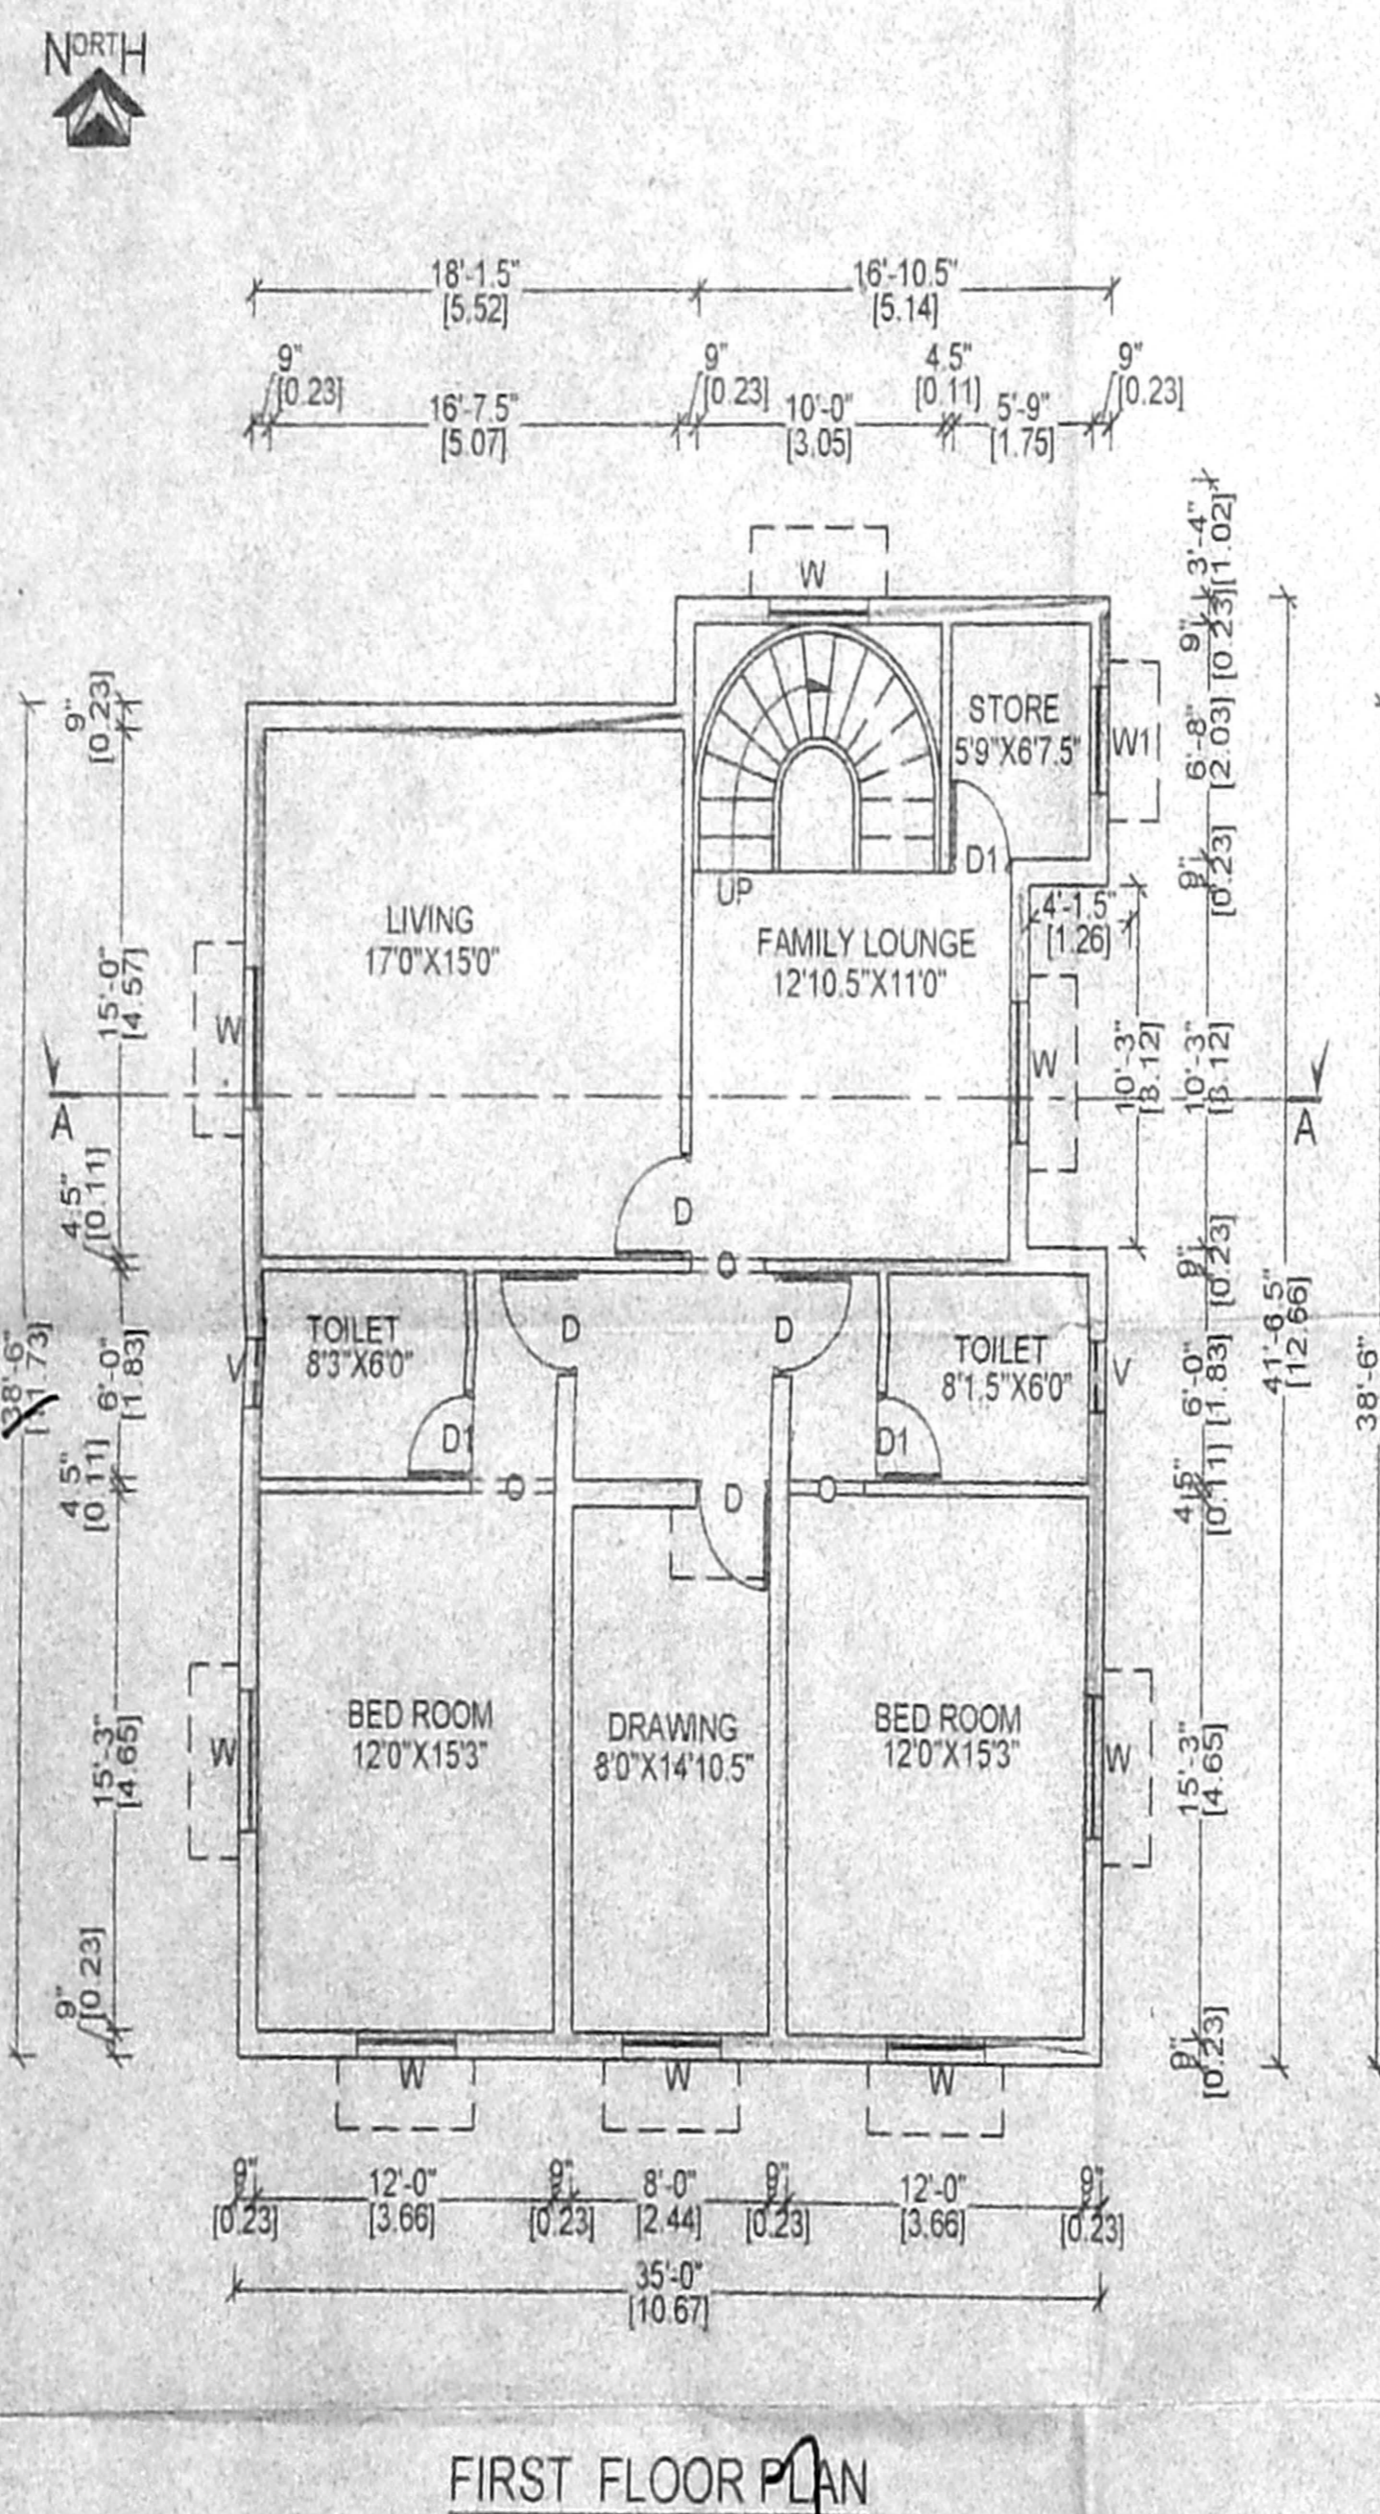 NORTH
18'-1.5"
[5.52]
16'-10.5"
[5.14]
9"
[0.23]
16'-7.5"
[5.07]
9"
[0.23]
10'-0"
[3.05]
4.5"
[0.11]
5'-9"
[1.75]
9"
[0.23]
3'-4"
[1.02]
W
9"
[0.23]
STORE
5'9"X6'7.5"
W1
6'-8"
[2.03]
9"
[0.23]
D1
9"
[0.23]
UP
4'-1.5"
[1.26]
LIVING
17'0"X15'0"
FAMILY LOUNGE
12'10.5"X11'0"
15'-0"
[4.57]
W
W
10'-3"
[3.12]
10'-3"
[3.12]
A
A
4.5"
[0.11]
D
O
9"
[0.23]
41'-6.5"
[12.66]
38'-6"
38'-6"
6'-0"
[1.83]
V
TOILET
8'3"X6'0"
D
D
TOILET
8'1.5"X6'0"
V
6'-0"
[1.83]
D1
D1
4.5"
[0.11]
O
D
O
4.5"
[0.11]
15'-3"
[4.65]
W
BED ROOM
12'0"X15'3"
DRAWING
8'0"X14'10.5"
BED ROOM
12'0"X15'3"
W
15'-3"
[4.65]
9"
[0.23]
9"
[0.23]
W
W
W
9"
[0.23]
12'-0"
[3.66]
9"
[0.23]
8'-0"
[2.44]
9"
[0.23]
12'-0"
[3.66]
9"
[0.23]
35'-0"
[10.67]
FIRST FLOOR PLAN